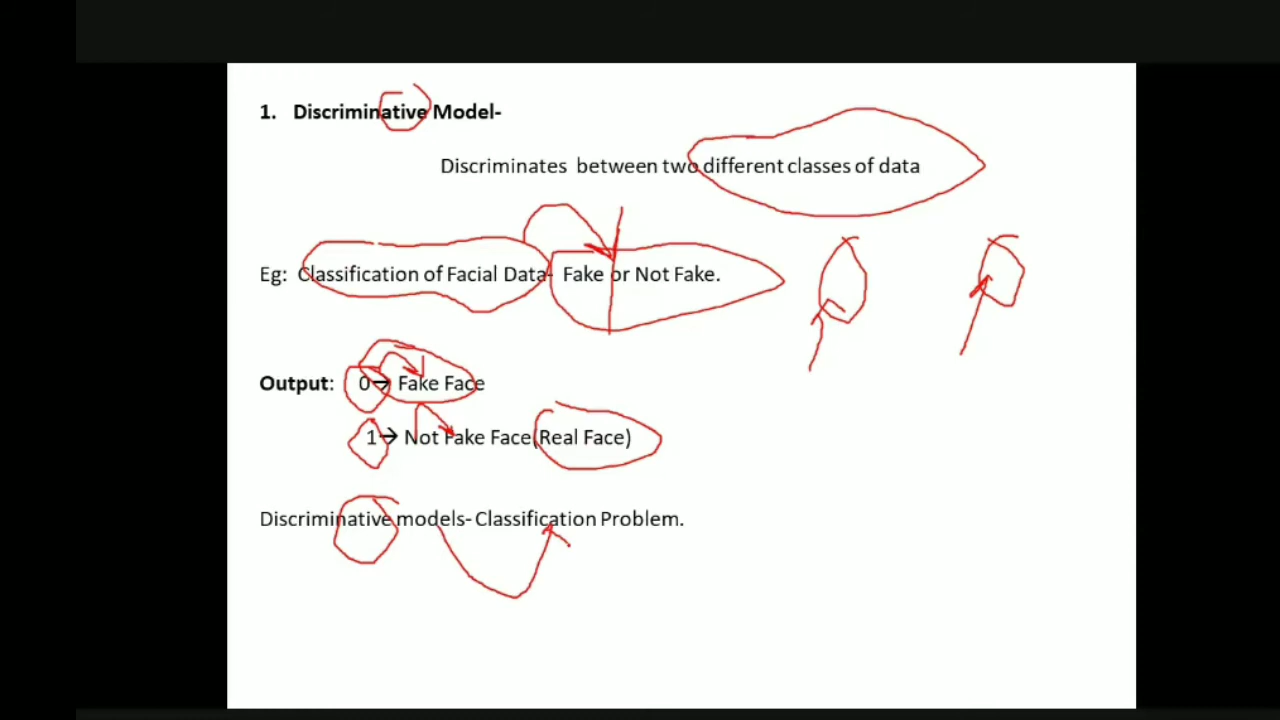 1. Discriminative Model-
Discriminates between two different classes of data
Eg: Classification of Facial Data- Fake or Not Fake.
Output: 0→ Fake Face
1→ Not Fake Face(Real Face)
Discriminative models- Classification Problem.